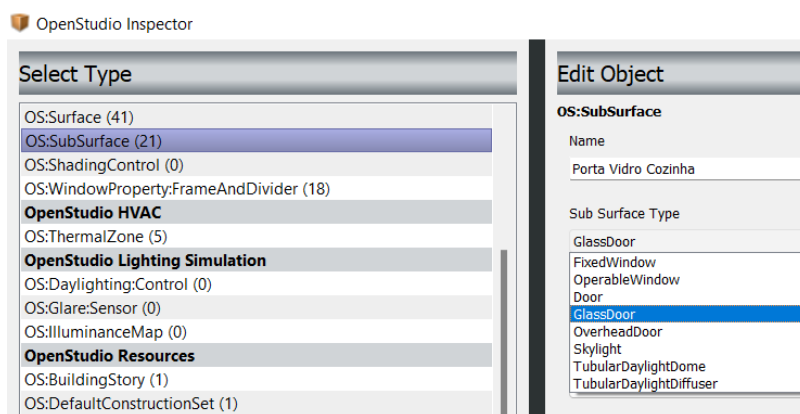 OpenStudio Inspector
Select Type
OS:Surface (41)
OS:SubSurface (21)
OS:ShadingControl (0)
OS:WindowProperty:FrameAndDivider (18)
OpenStudio HVAC
OS:ThermalZone (5)
OpenStudio Lighting Simulation
OS:Daylighting:Control (0)
OS:Glare:Sensor (0)
OS:IlluminanceMap (0)
OpenStudio Resources
OS:BuildingStory (1)
OS:DefaultConstructionSet (1)
Edit Object
OS:SubSurface
Name
Porta Vidro Cozinha
Sub Surface Type
GlassDoor
FixedWindow
OperableWindow
Door
GlassDoor
OverheadDoor
Skylight
TubularDaylightDome
TubularDaylightDiffuser